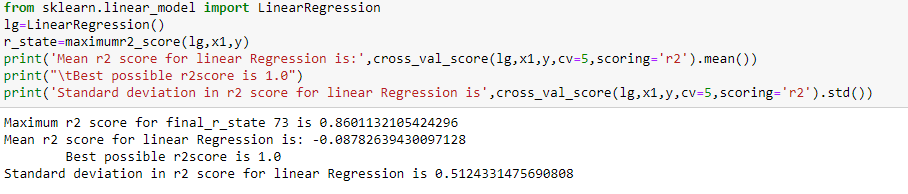 from sklearn.linear_model import LinearRegression
lg=LinearRegression()
r_state=maximumr2_score(lg,x1,y)
print('Mean r2 score for linear Regression is:',cross_val_score(lg,x1,y,cv=5,scoring='r2').mean())
print("\tBest possible r2score is 1.0")
print('Standard deviation in r2 score for linear Regression is',cross_val_score(lg,x1,y,cv=5,scoring='r2').std())
Maximum r2 score for final_r_state 73 is 0.8601132105424296
Mean r2 score for linear Regression is: -0.08782639430097128
Best possible r2score is 1.0
Standard deviation in r2 score for linear Regression is 0.5124331475690808